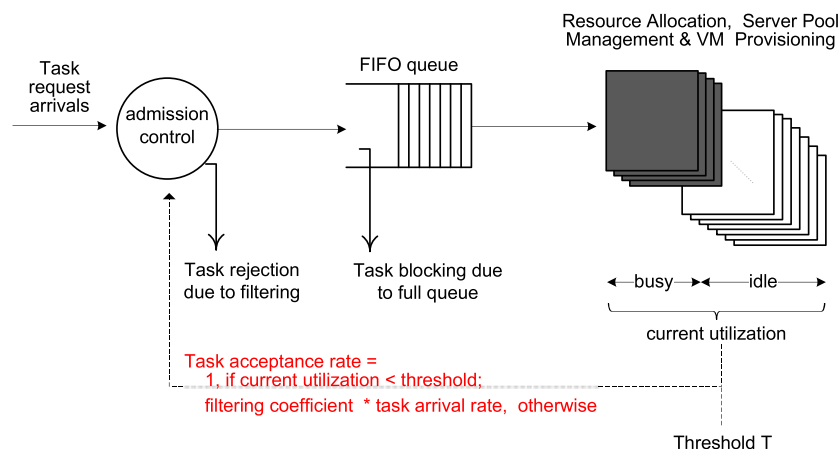 Resource Allocation, Server Pool
Management & VM Provisioning
Task
request
arrivals
admission
control
FIFO queue
Task rejection
due to filtering
Task blocking due
to full queue
busy
idle
current utilization
Task acceptance rate =
1, if current utilization < threshold;
filtering coefficient * task arrival rate, otherwise
Threshold T